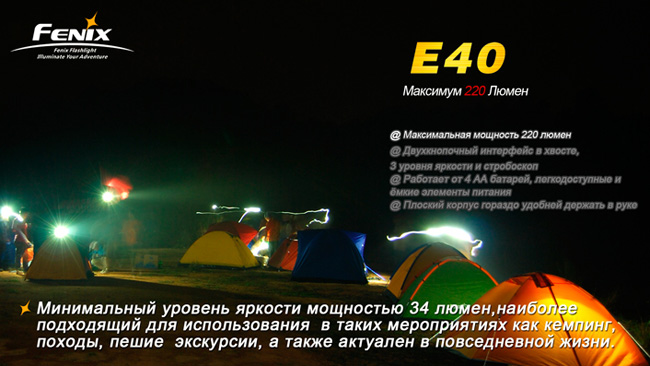 FENIX
Fenix Flashlight
Illuminate Your Adventure
E40
Максимум 220 Люмен
@ Максимальная мощность 220 люмен
@ Двухкнопочный интерфейс в хвосте,
3 уровня яркости и стробоскоп
@ Работает от 4 АА батарей, легкодоступные и
ёмкие элементы питания
@ Плоский корпус гораздо удобней держать в руке
Минимальный уровень яркости мощностью 34 люмен,наиболее
подходящий для использования в таких мероприятиях как кемпинг,
походы, пешие экскурсии, а также актуален в повседневной жизни.